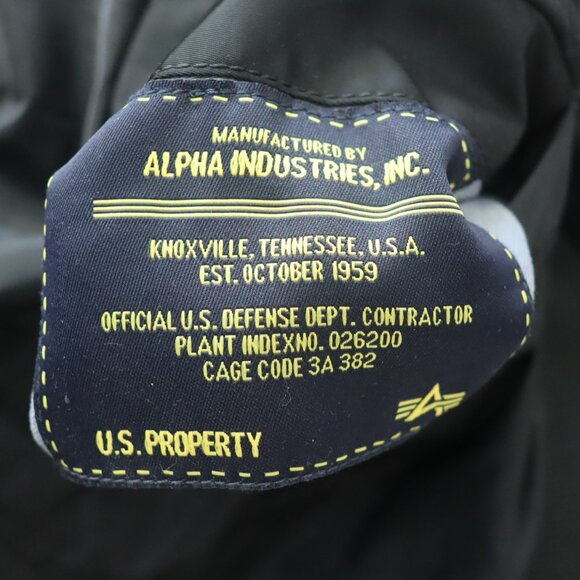 MANUFACTURED BY
ALPHA INDUSTRIES, INC.
KNOXVILLE, TENNESSEE, U.S.A.
EST. OCTOBER 1959
OFFICIAL U.S. DEFENSE DEPT. CONTRACTOR
PLANT INDEXNO. 026200
CAGE CODE 3A 382
U.S. PROPERTY